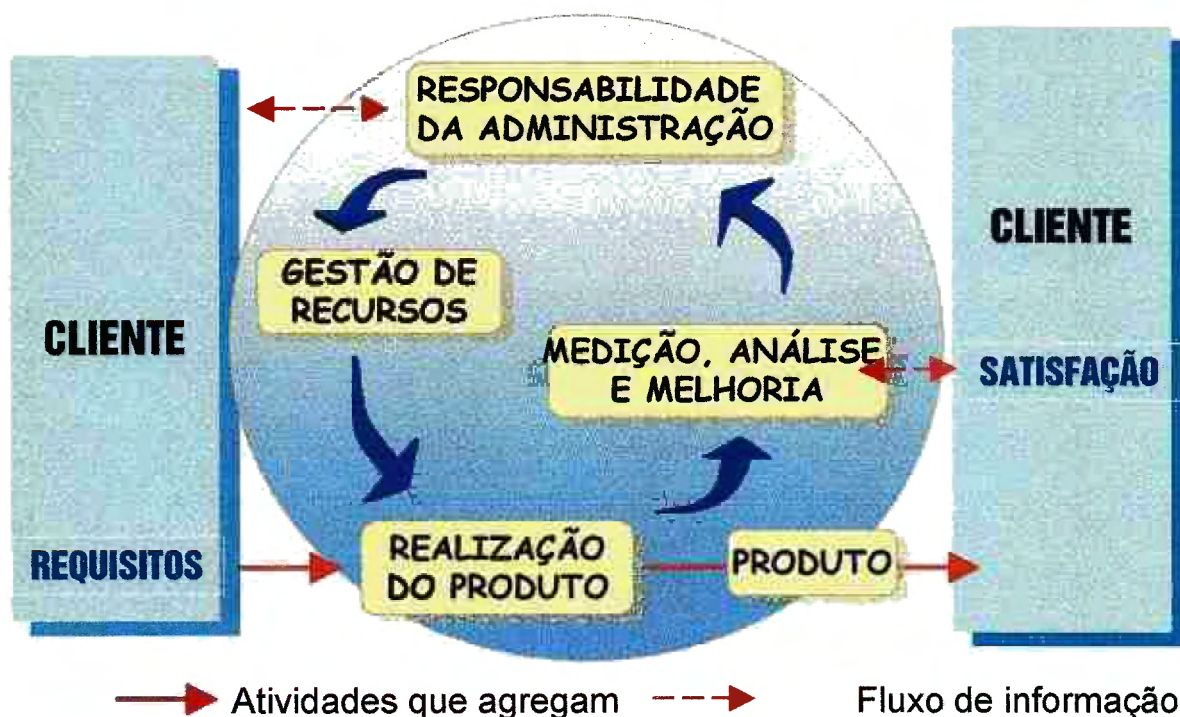 RESPONSABILIDADE
DA ADMINISTRAÇÃO
GESTÃO DE
RECURSOS
CLIENTE
REQUISITOS
MEDIÇÃO, ANÁLISE
E MELHORIA
CLIENTE
SATISFAÇÃO
REALIZAÇÃO
DO PRODUTO
PRODUTO
Atividades que agregam
Fluxo de informação